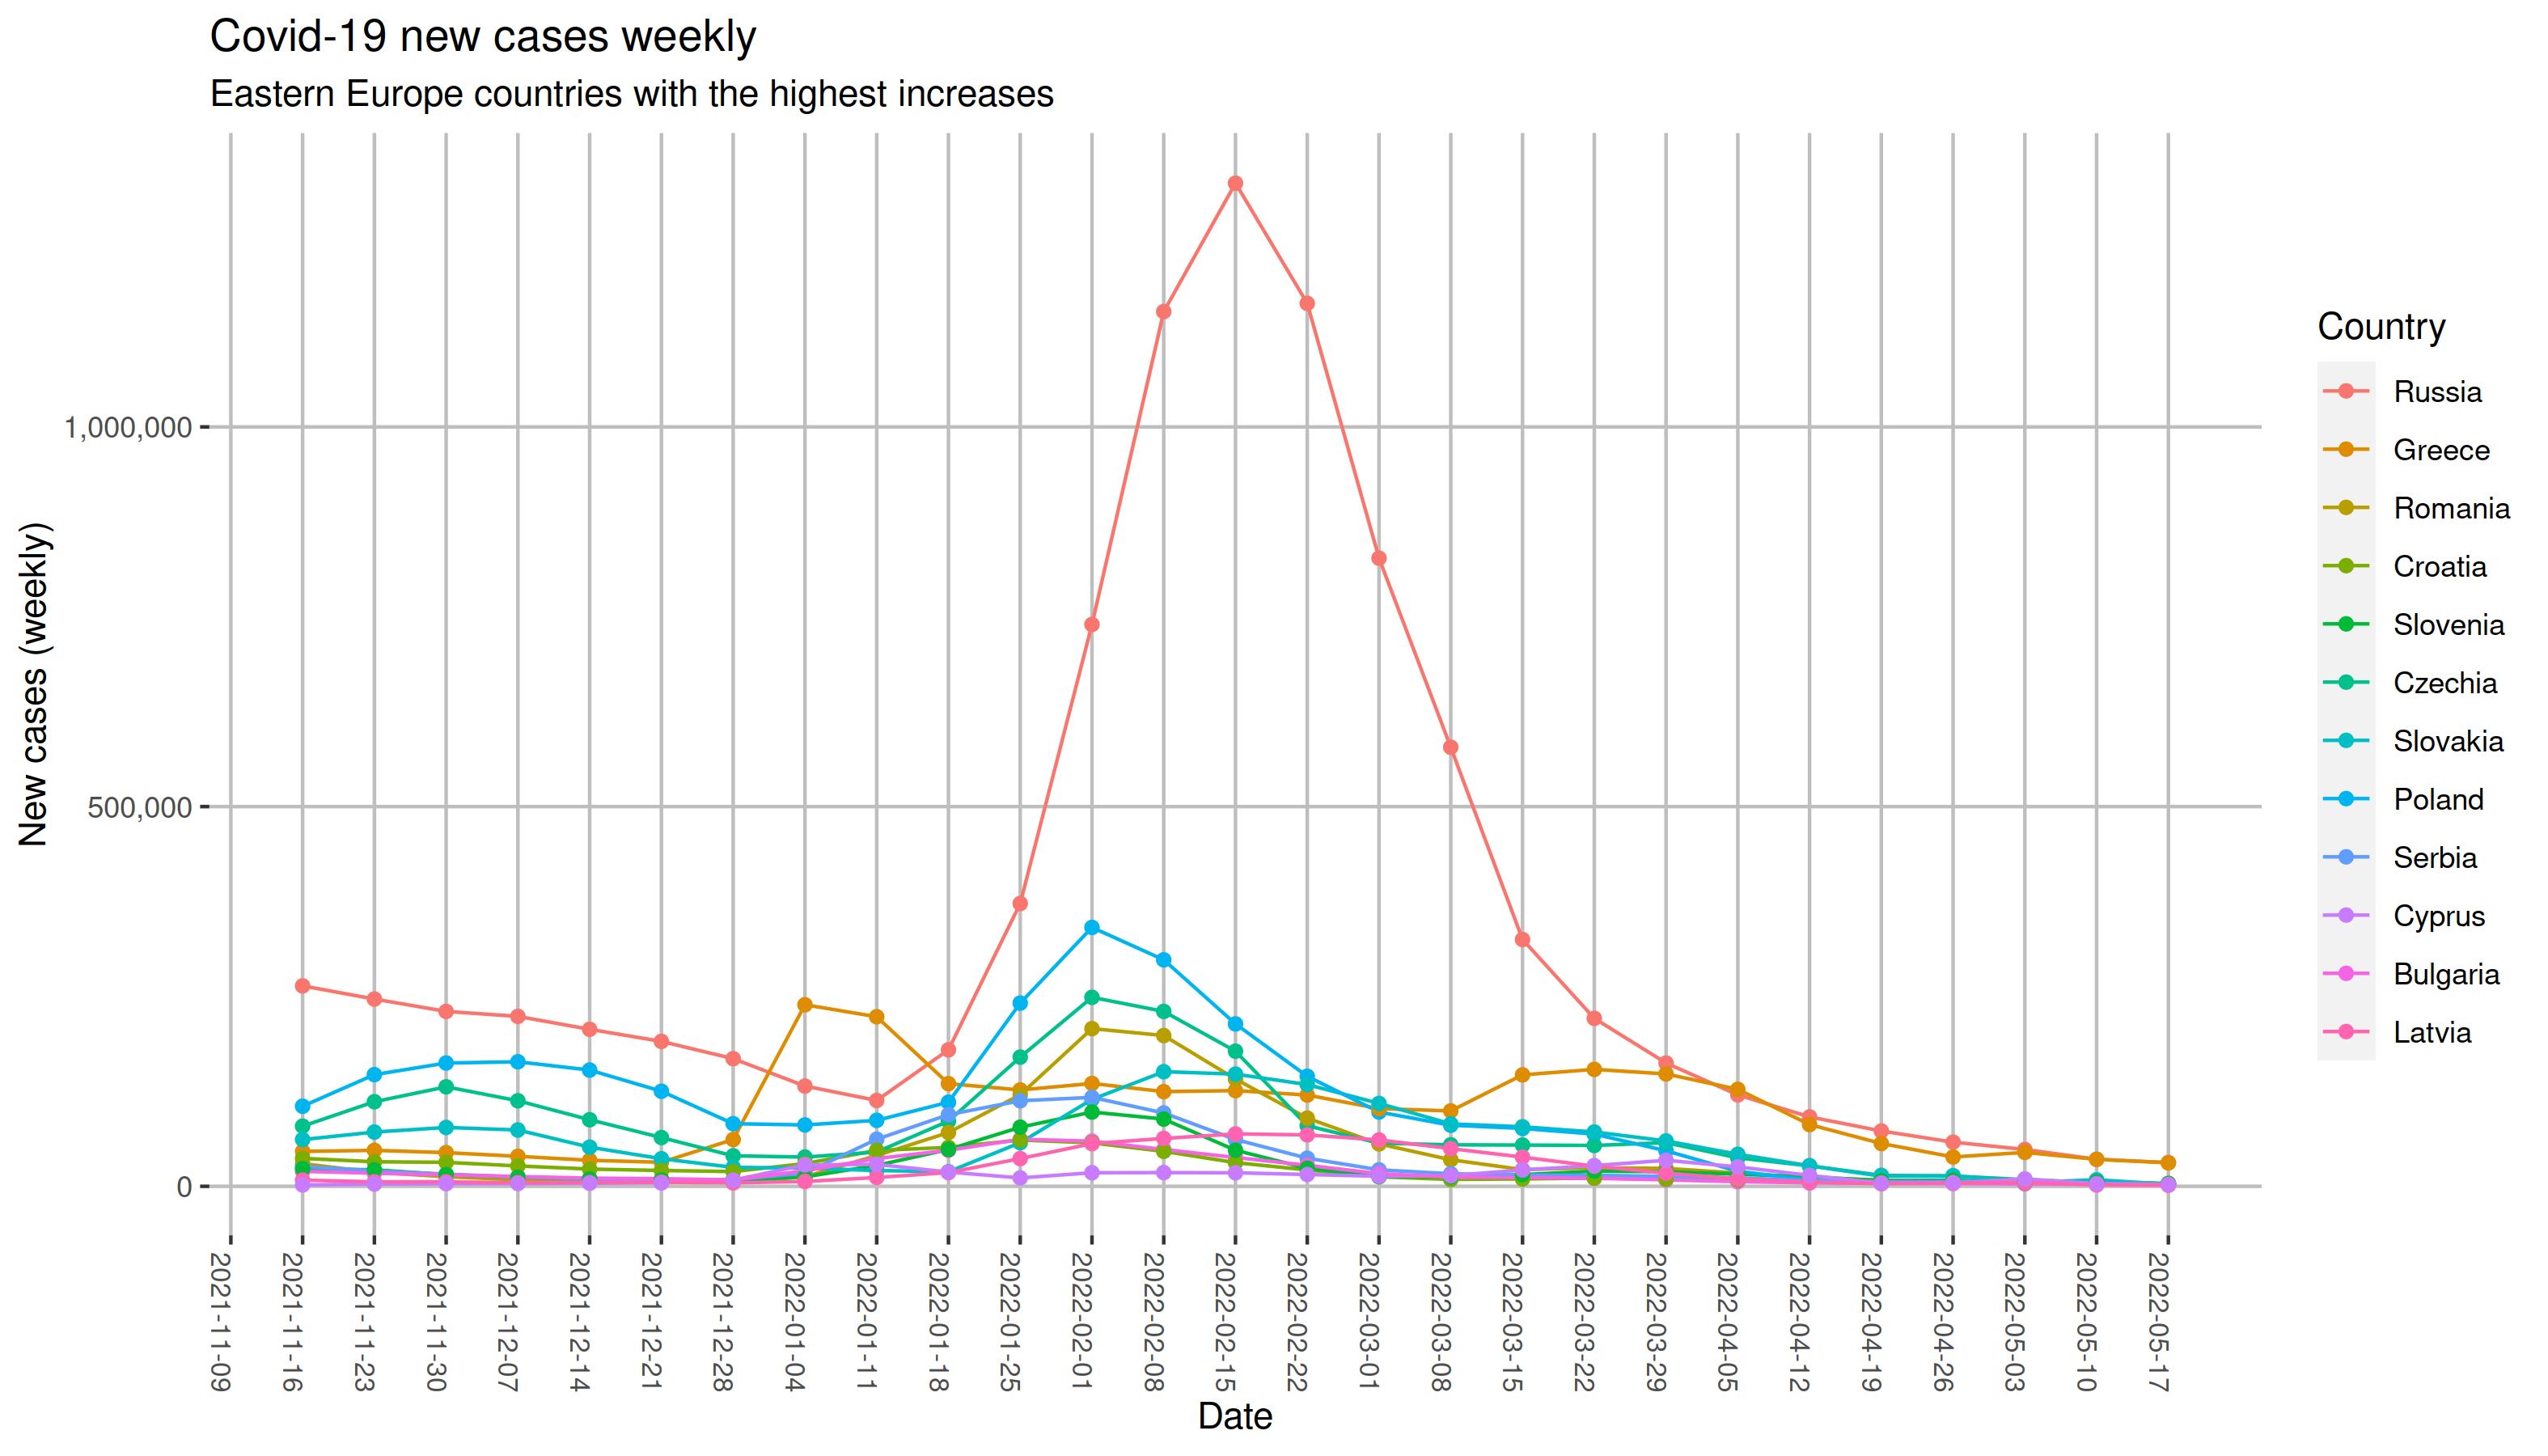 Covid-19 new cases weekly
Eastern Europe countries with the highest increases
New cases (weekly)
1,000,000
500,000
0
2021-11-09
2021-11-16
2021-11-23
2021-11-30
2021-12-07
2021-12-14
2021-12-21
2021-12-28
2022-01-04
2022-01-11
2022-01-18
2022-01-25
2022-02-01
2022-02-08
2022-02-15
2022-02-22
2022-03-01
2022-03-08
2022-03-15
2022-03-22
2022-03-29
2022-04-05
2022-04-12
2022-04-19
2022-04-26
2022-05-03
2022-05-10
2022-05-17
Date
Country
Russia
Greece
Romania
Croatia
Slovenia
Czechia
Slovakia
Poland
Serbia
Cyprus
Bulgaria
Latvia